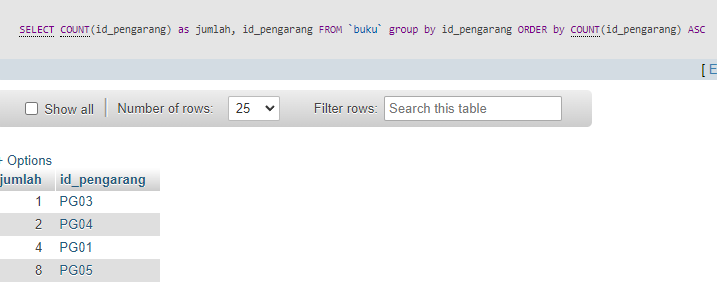 SELECT COUNT(id_pengarang) as jumlah, id_pengarang FROM `buku` group by id_pengarang ORDER by COUNT(id_pengarang) ASC
[ E
Show all Number of rows: 25 Filter rows: Search this table
+ Options
jumlah id_pengarang
1 PG03
2 PG04
4 PG01
8 PG05